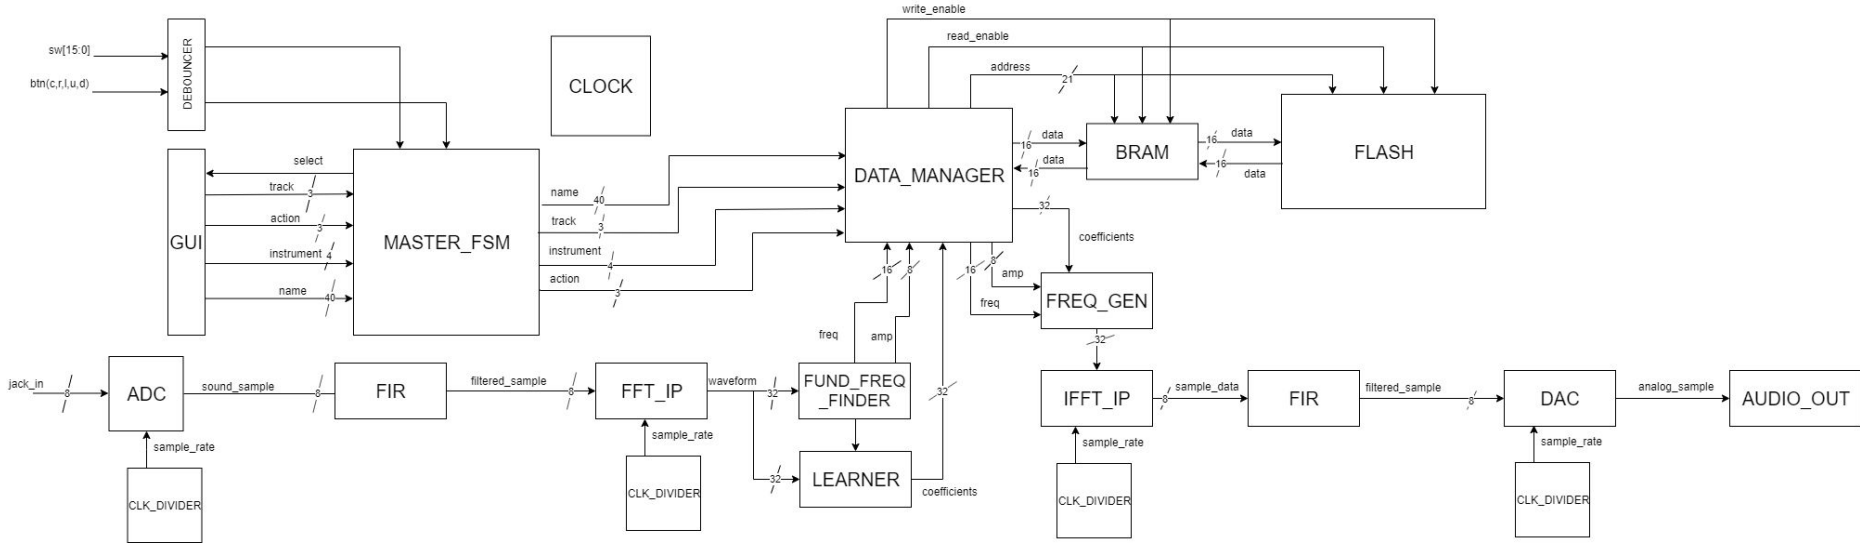 write_enable
read_enable
address
21
sw[15:0]
btn(c,r,l,u,d)
DEBOUNCER
CLOCK
select
track
3
action
3
instrument
4
name
40
GUI
MASTER_FSM
name
40
track
3
instrument
4
action
3
DATA_MANAGER
data
16
data
16
BRAM
data
16
data
16
FLASH
32
coefficients
16
8
amp
freq
FREQ_GEN
32
16
8
freq
amp
32
jack_in
8
ADC
sound_sample
8
FIR
filtered_sample
8
FFT_IP
waveform
32
FUND_FREQ
_FINDER
32
LEARNER
coefficients
IFFT_IP
sample_data
8
FIR
filtered_sample
8
DAC
analog_sample
AUDIO_OUT
sample_rate
CLK_DIVIDER
sample_rate
CLK_DIVIDER
sample_rate
CLK_DIVIDER
sample_rate
CLK_DIVIDER